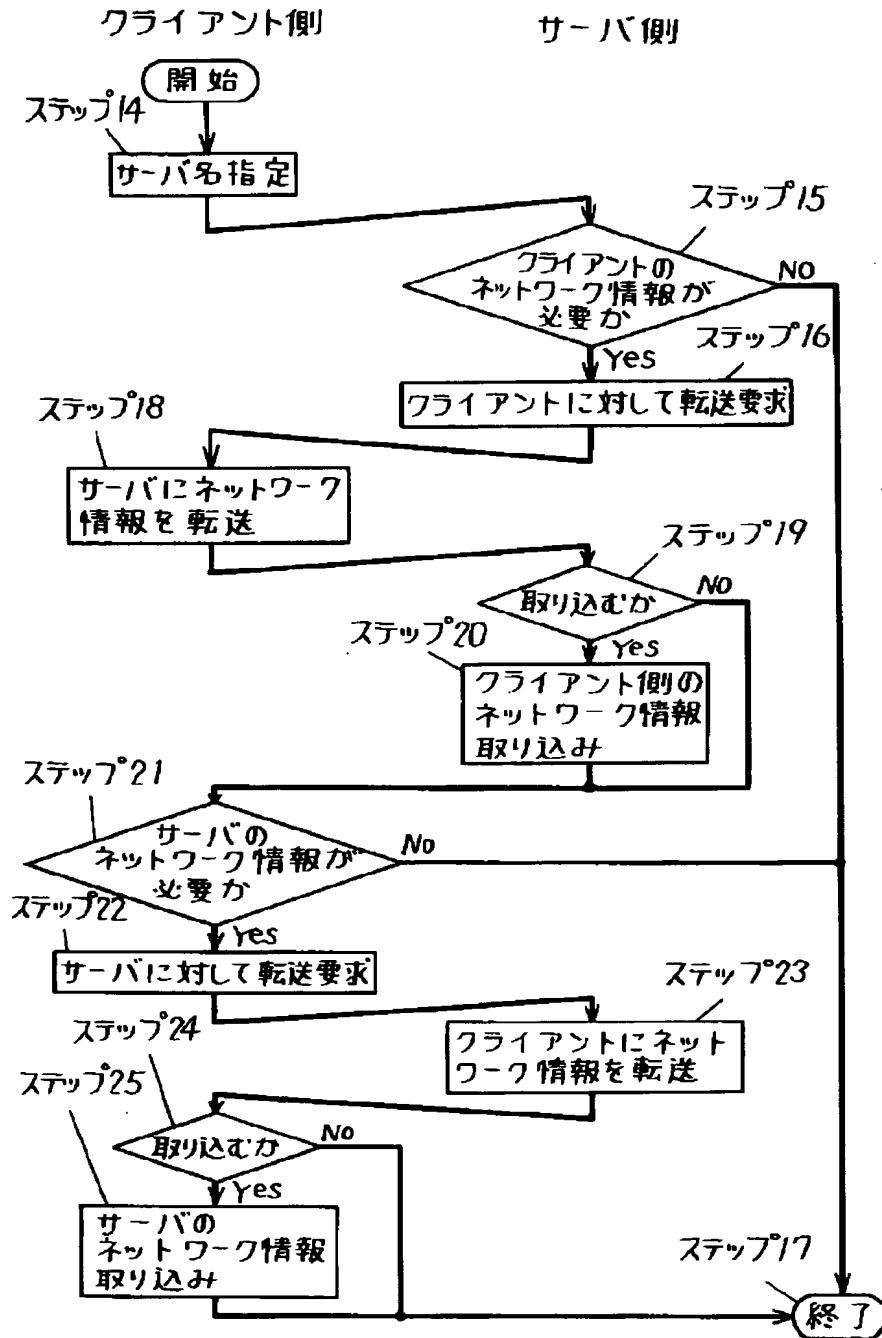 クライアント側
サーバ側
開始
ステップ14
サーバ名指定
ステップ15
クライアントの
ネットワーク情報が
必要か
NO
Yes
ステップ16
クライアントに対して転送要求
ステップ18
サーバにネットワーク
情報を転送
ステップ19
取り込むか
NO
Yes
ステップ20
クライアント側の
ネットワーク情報
取り込み
ステップ21
サーバの
ネットワーク情報が
必要か
No
Yes
ステップ22
サーバに対して転送要求
ステップ23
クライアントにネット
ワーク情報を転送
ステップ24
取り込むか
No
Yes
ステップ25
サーバの
ネットワーク情報
取り込み
ステップ17
終了